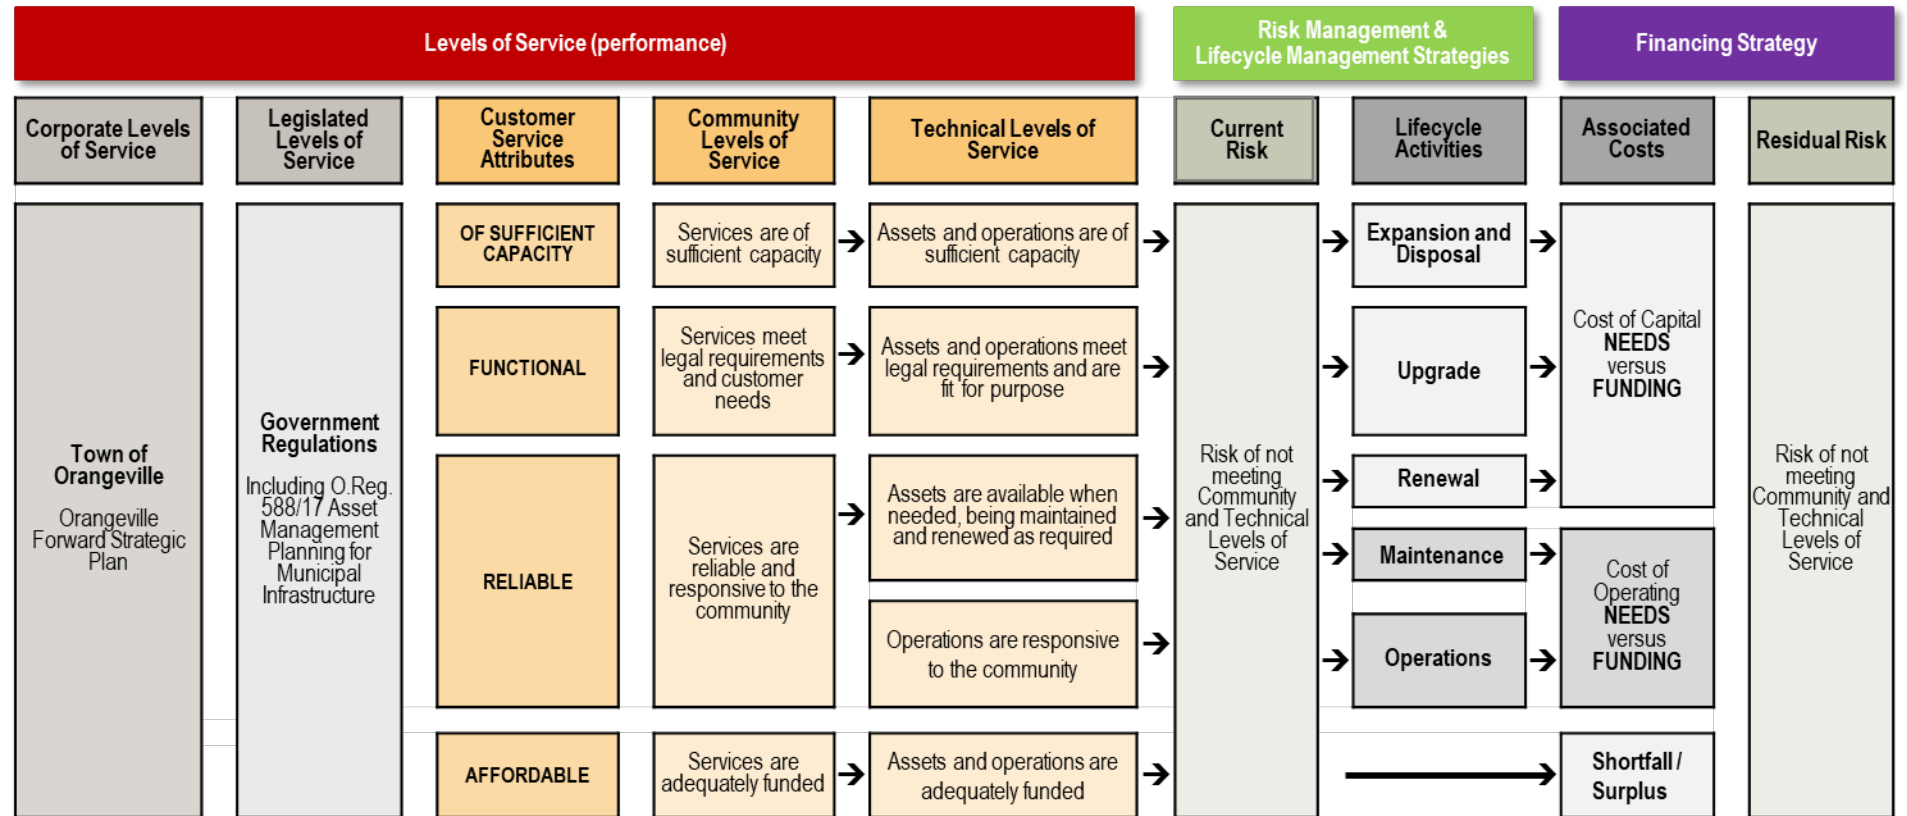 Levels of Service (performance)
Risk Management &
Lifecycle Management Strategies
Financing Strategy
Corporate Levels
of Service
Legislated
Levels of
Service
Customer
Service
Attributes
Community
Levels of
Service
Technical Levels of
Service
Current
Risk
Lifecycle
Activities
Associated
Costs
Residual Risk
Town of
Orangeville
Orangeville
Forward Strategic
Plan
Government
Regulations
Including O.Reg.
588/17 Asset
Management
Planning for
Municipal
Infrastructure
OF SUFFICIENT
CAPACITY
Services are of
sufficient capacity
Assets and operations are of
sufficient capacity
FUNCTIONAL
Services meet
legal requirements
and customer
needs
Assets and operations meet
legal requirements and are
fit for purpose
RELIABLE
Services are
reliable and
responsive to the
community
Assets are available when
needed, being maintained
and renewed as required
Operations are responsive
to the community
AFFORDABLE
Services are
adequately funded
Assets and operations are
adequately funded
Risk of not
meeting
Community
and Technical
Levels of
Service
Expansion and
Disposal
Upgrade
Renewal
Maintenance
Operations
Cost of Capital
NEEDS
versus
FUNDING
Cost of
Operating
NEEDS
versus
FUNDING
Shortfall /
Surplus
Risk of not
meeting
Community and
Technical
Levels of
Service